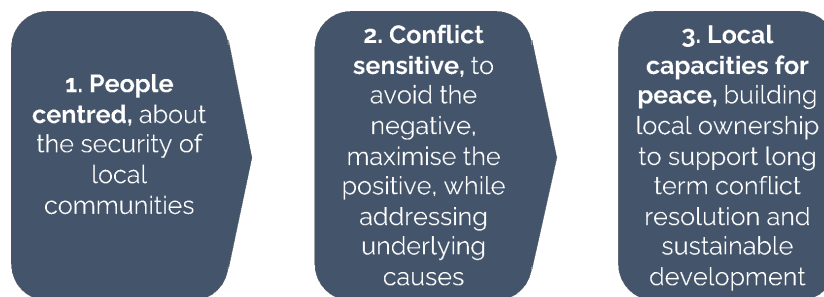 1. People
centred, about
the security of
local
communities
2. Conflict
sensitive, to
avoid the
negative,
maximise the
positive, while
addressing
underlying
causes
3. Local
capacities for
peace, building
local ownership
to support long
term conflict
resolution and
sustainable
development